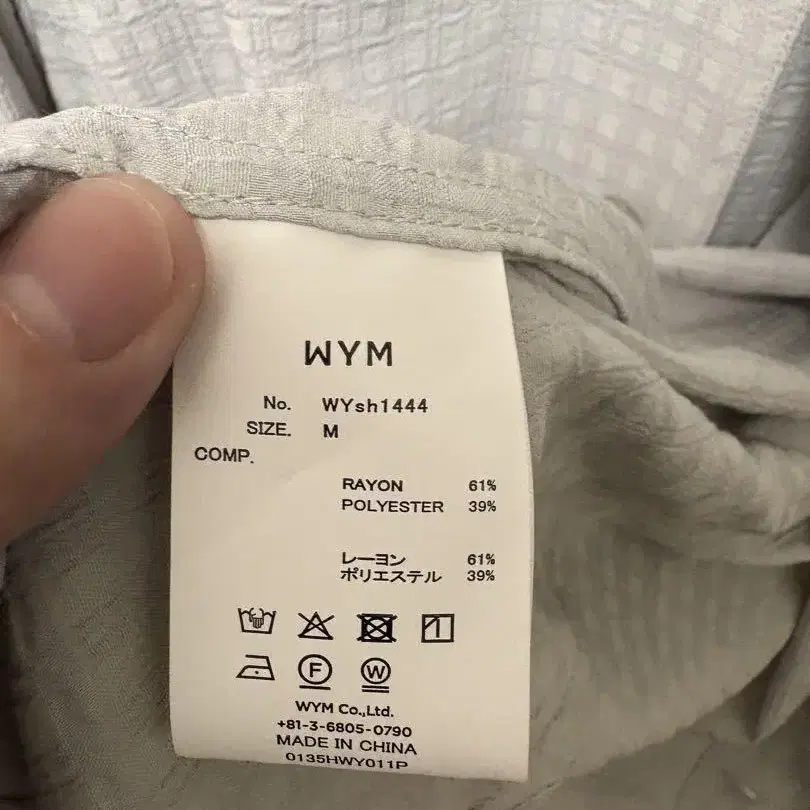 WYM
No. WYsh1444
SIZE. M
COMP.
RAYON 61%
POLYESTER 39%
レーヨン 61%
ポリエステル 39%
F W
WYM Co.,Ltd.
+81-3-6805-0790
MADE IN CHINA
0135HWY011P